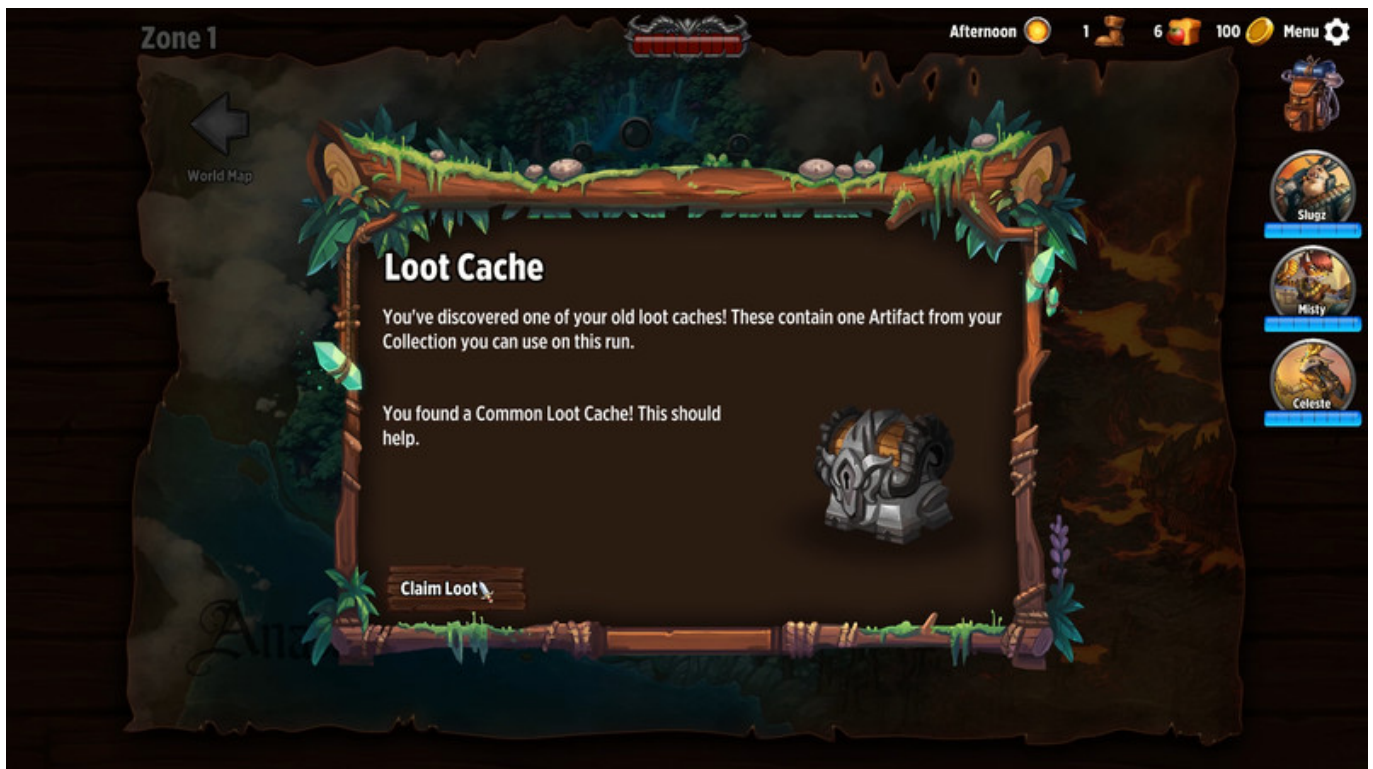 Zone 1
Afternoon
1
6
100
Menu
World Map
Slugz
Misty
Celeste
Loot Cache
You've discovered one of your old loot caches! These contain one Artifact from your
Collection you can use on this run.
You found a Common Loot Cache! This should
help.
Claim Loot
Ana